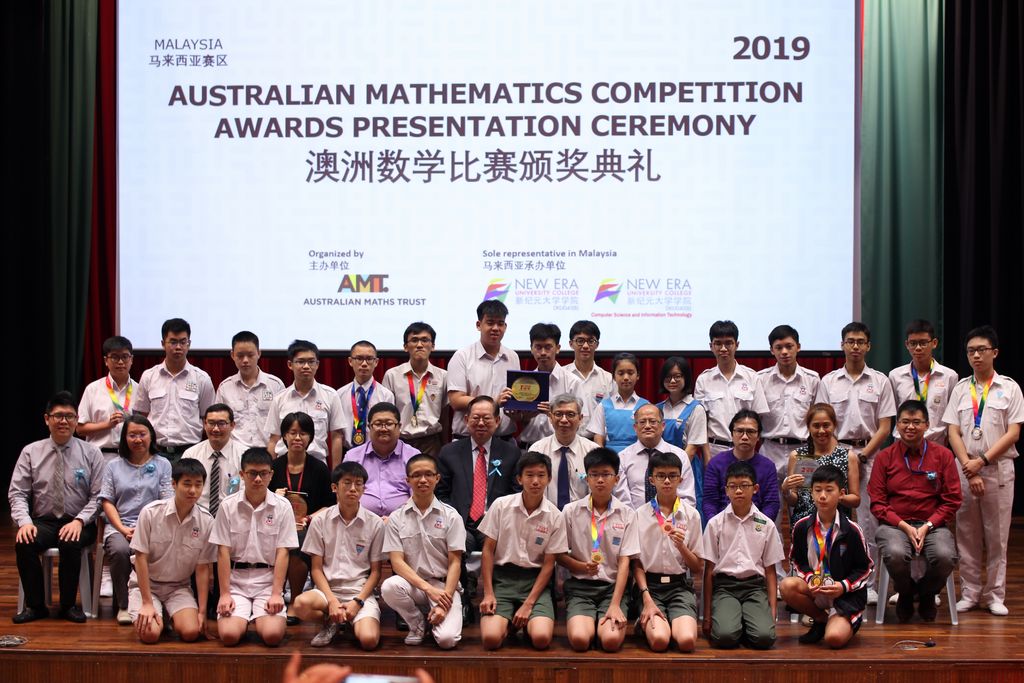 MALAYSIA
马来西亚赛区
2019
AUSTRALIAN MATHEMATICS COMPETITION
AWARDS PRESENTATION CEREMONY
澳洲数学比赛颁奖典礼
Organized by
主办单位
AMT.
AUSTRALIAN MATHS TRUST
Sole representative in Malaysia
马来西亚承办单位
NEW ERA
UNIVERSITY COLLEGE
新纪元大学学院
NEW ERA
UNIVERSITY COLLEGE
新纪元大学学院
Computer Science and Information Technology